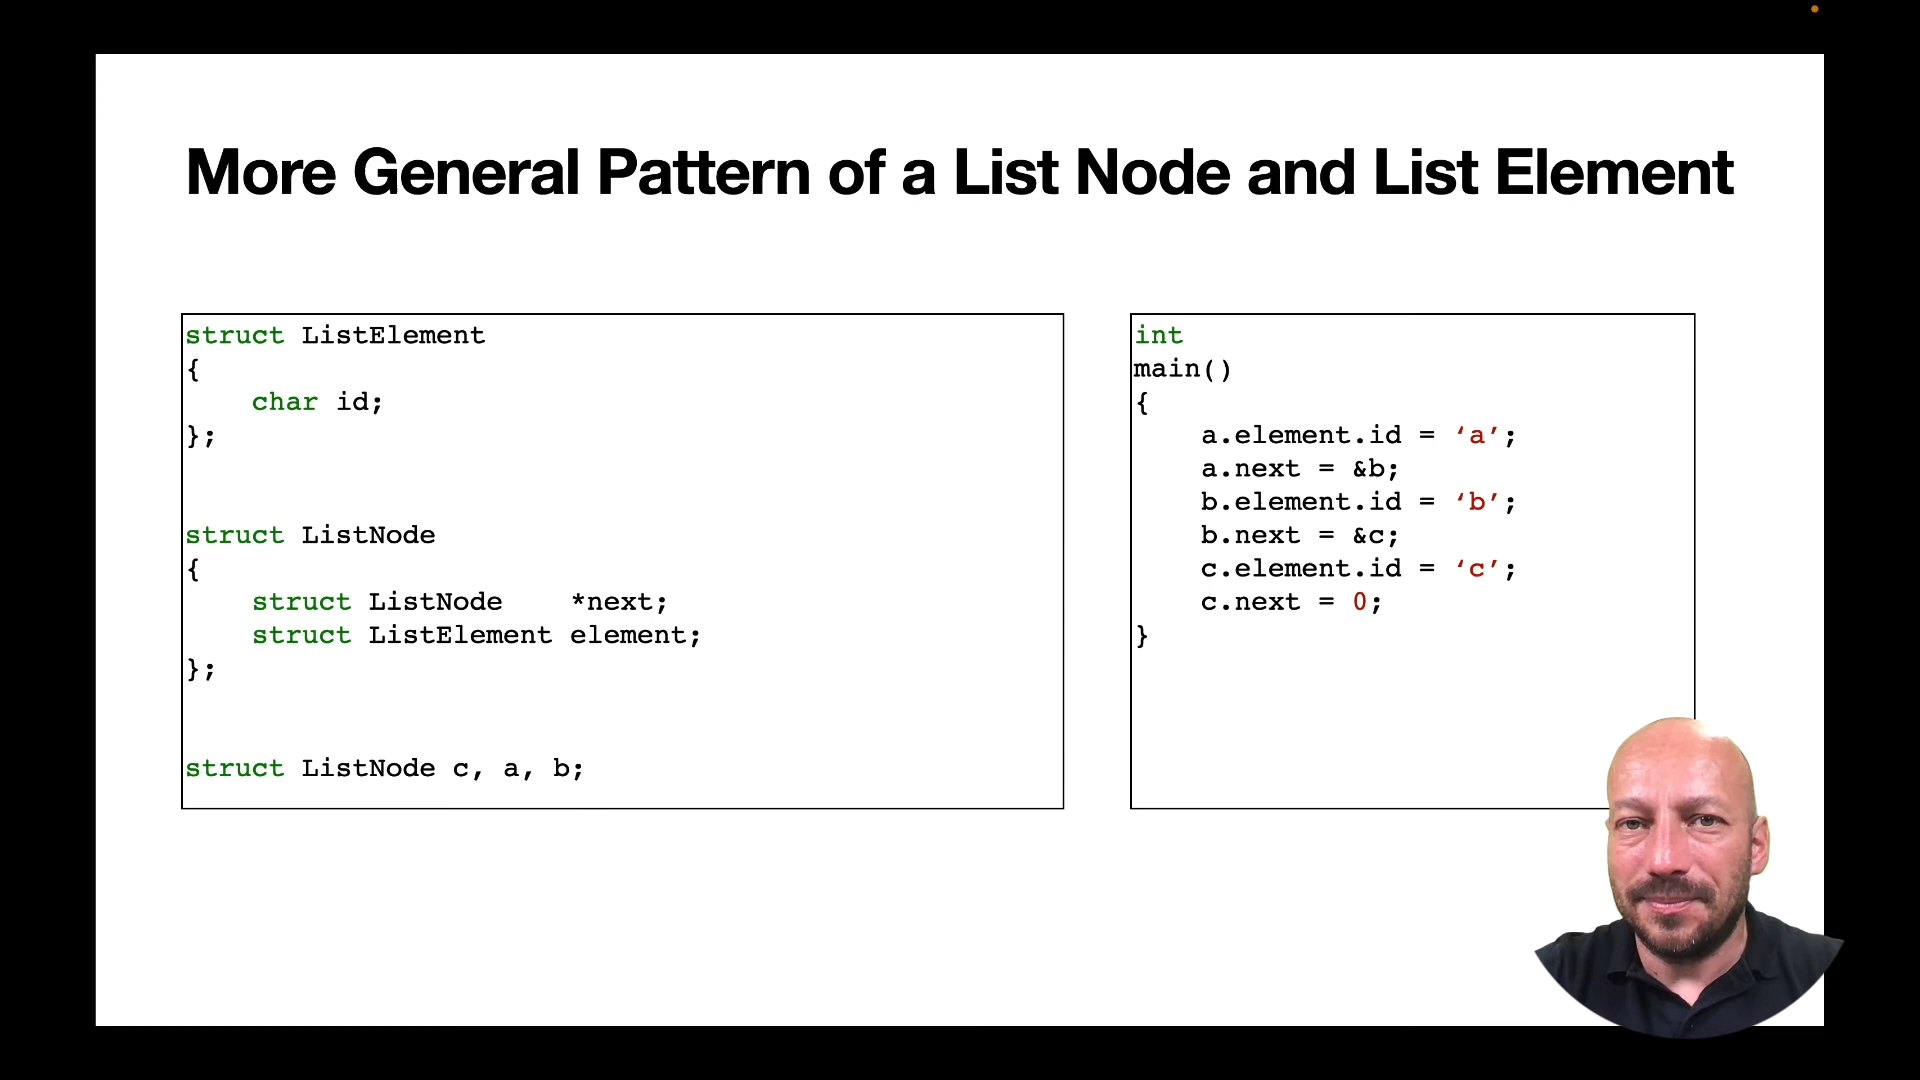 More General Pattern of a List Node and List Element
struct ListElement
{
    char id;
};
struct ListNode
{
    struct ListNode    *next;
    struct ListElement element;
};
struct ListNode c, a, b;
int
main()
{
    a.element.id = ‘a’;
    a.next = &b;
    b.element.id = ‘b’;
    b.next = &c;
    c.element.id = ‘c’;
    c.next = 0;
}